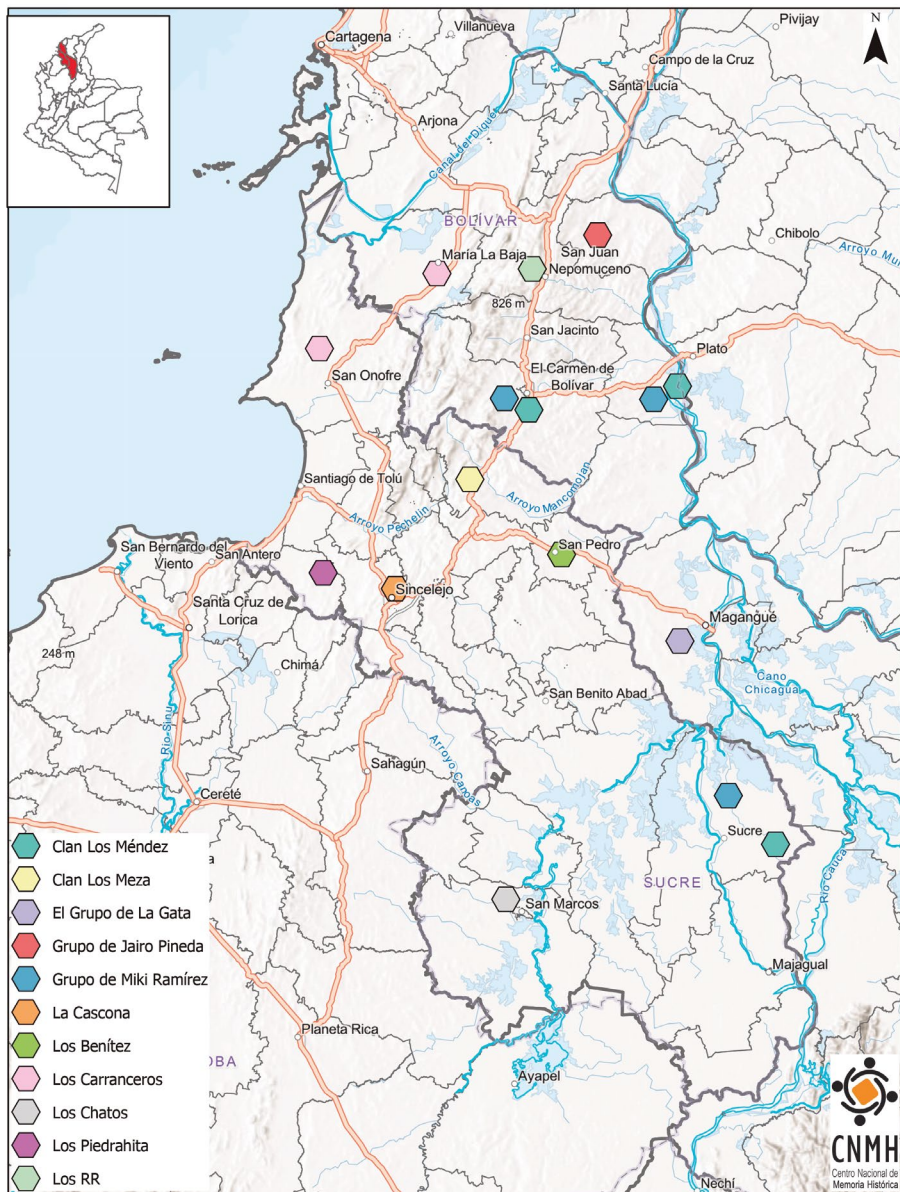 Villanueva
Pivijay
N
Cartagena
Campo de la Cruz
Santa Lucía
Arjona
Canal del Dique
BOLÍVAR
Chibolo
María La Baja
San Juan
Nepomuceno
Arroyo Mu
826 m
San Jacinto
Plato
El Carmen de
Bolívar
San Onofre
Santiago de Tolú
Arroyo Mancomojan
Arroyo Pechelin
San Bernardo del
Viento
San Antero
San Pedro
Sincelejo
Santa Cruz de
Lorica
Magangué
248 m
Chimá
Cano
Chicagua
San Benito Abad
Río Sinú
Arroyo Canoas
Sahagún
Cereté
Sucre
Río Cauca
SUCRE
San Marcos
Majagual
Planeta Rica
OBA
Ayapel
Nechí
a
Clan Los Méndez
Clan Los Meza
El Grupo de La Gata
Grupo de Jairo Pineda
Grupo de Miki Ramírez
La Cascona
Los Benítez
Los Carranceros
Los Chatos
Los Piedrahita
Los RR
CNMH
Centro Nacional de
Memoria Histórica